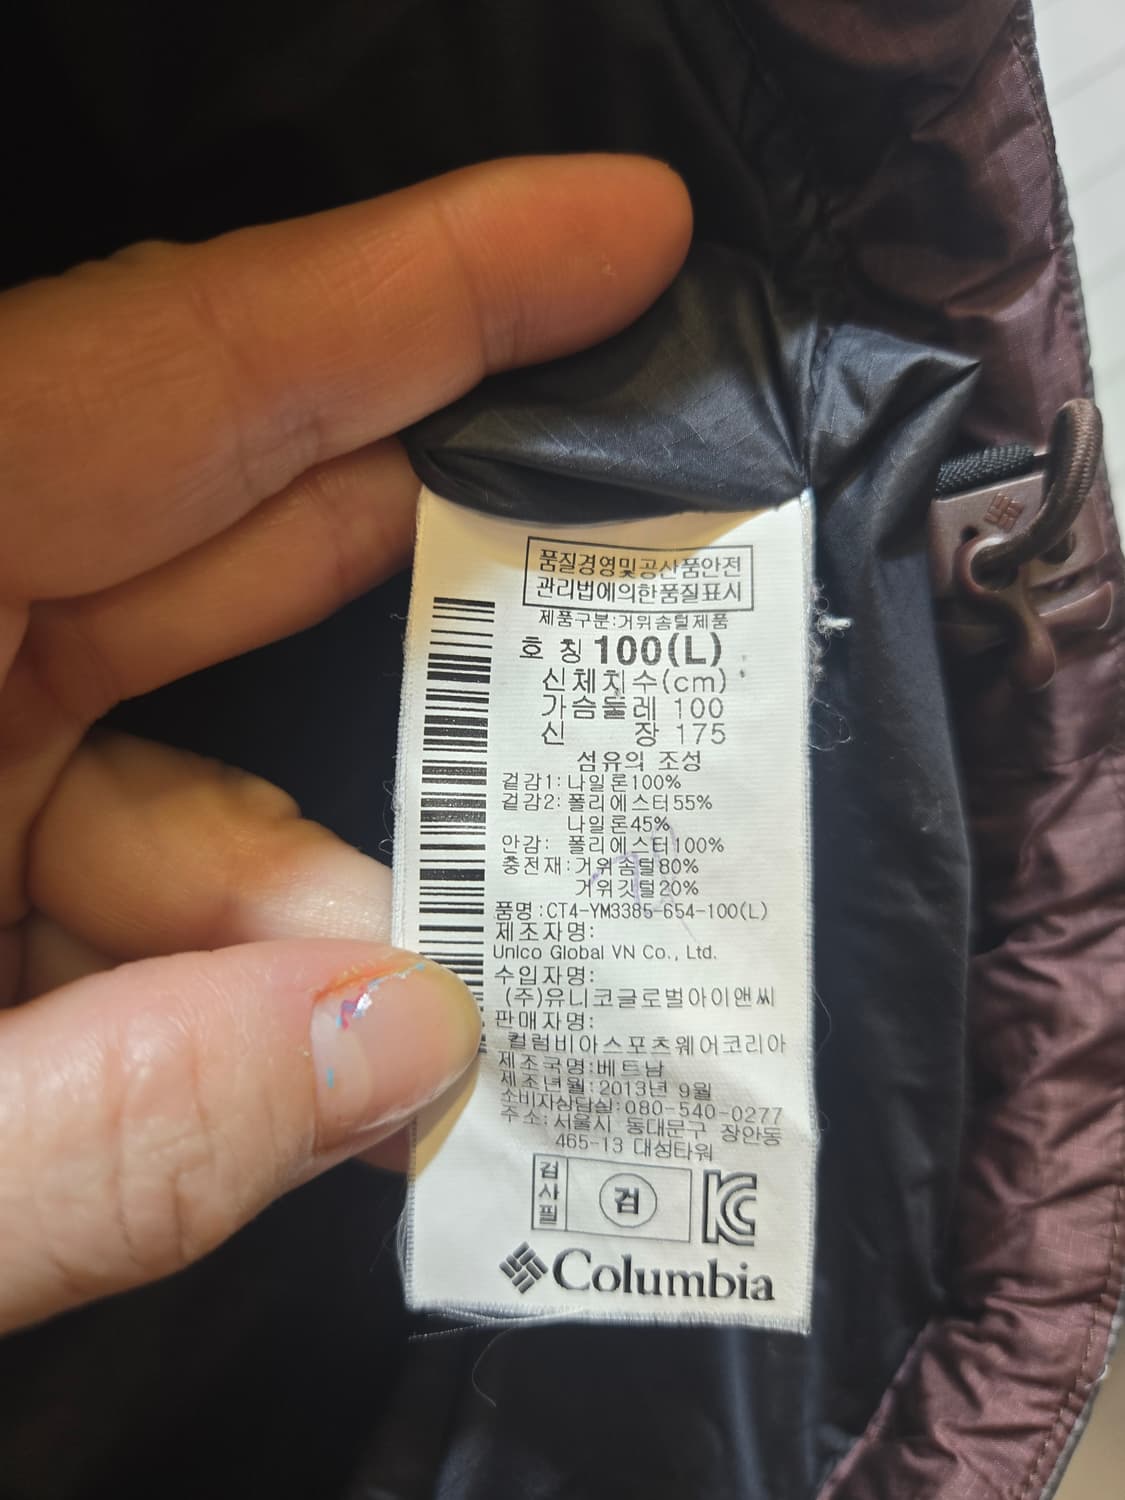 품질경영및공산품안전
관리법에의한품질표시
제품구분:거위솜털제품
호 칭 100(L)
신체치수(cm)
가슴둘레 100
신 장 175
섬유의 조성
겉감1: 나일론100%
겉감2: 폴리에스터55%
나일론45%
안감: 폴리에스터100%
충전재: 거위솜털80%
거위깃털20%
품명:CT4-YM3385-654-100(L)
제조자명:
Unico Global VN Co., Ltd.
수입자명:
(주)유니코글로벌아이앤씨
판매자명:
컬럼비아스포츠웨어코리아
제조국명:베트남
제조년월:2013년 9월
소비자상담실:080-540-0277
주소:서울시 동대문구 장안동
465-13 대성타워
검사필 검
Columbia